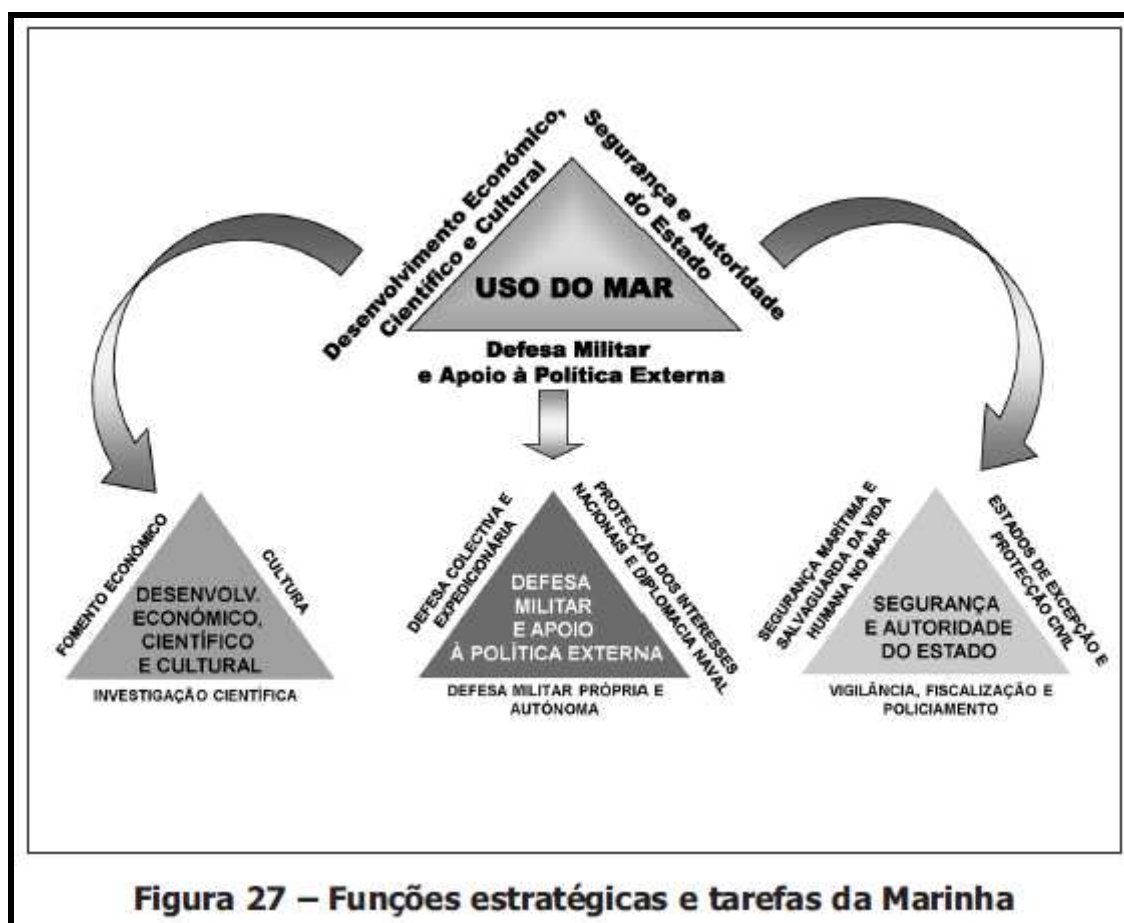 Desenvolvimento Económico,
Científico e Cultural
Segurança e Autoridade
do Estado
USO DO MAR
Defesa Militar
e Apoio à Política Externa
FOMENTO ECONÓMICO
CULTURA
DESENVOLV.
ECONÓMICO,
CIENTÍFICO
E CULTURAL
INVESTIGAÇÃO CIENTÍFICA
DEFESA COLECTIVA E
EXPEDICIONÁRIA
PROTECÇÃO DOS INTERESSES
NACIONAIS E DIPLOMACIA NAVAL
DEFESA
MILITAR
E APOIO
À POLÍTICA EXTERNA
DEFESA MILITAR PRÓPRIA E
AUTÓNOMA
SEGURANÇA MARÍTIMA E
SALVAGUARDA DA VIDA
HUMANA NO MAR
ESTADOS DE EXCEPÇÃO E
PROTECÇÃO CIVIL
SEGURANÇA
E AUTORIDADE
DO ESTADO
VIGILÂNCIA, FISCALIZAÇÃO E
POLICIAMENTO
Figura 27 – Funções estratégicas e tarefas da Marinha